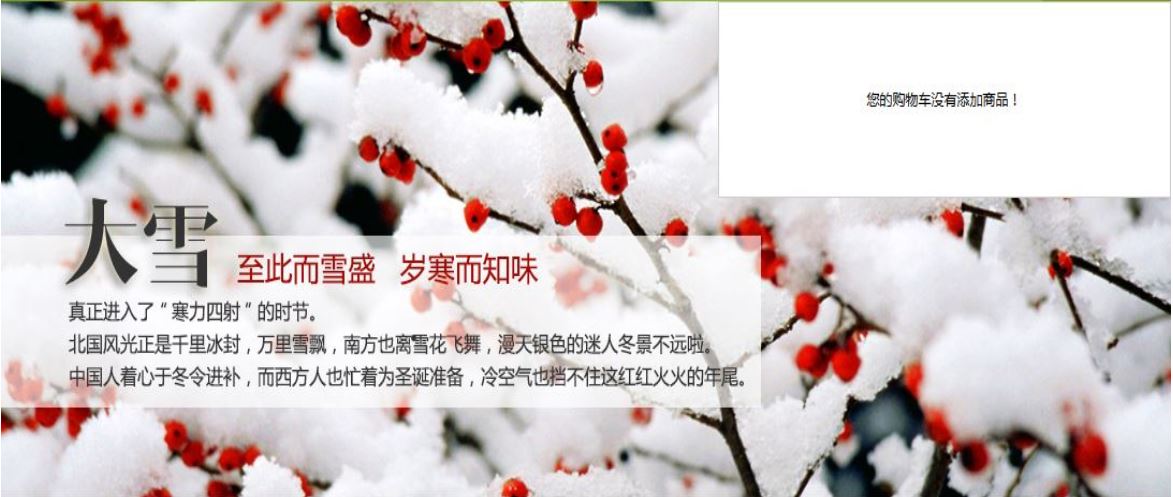 您的购物车没有添加商品！
大雪 至此而雪盛 岁寒而知味
真正进入了“寒力四射”的时节。
北国风光正是千里冰封，万里雪飘，南方也离雪花飞舞，漫天银色的迷人冬景不远啦。
中国人着心于冬令进补，而西方人也忙着为圣诞准备，冷空气也挡不住这红红火火的年尾。